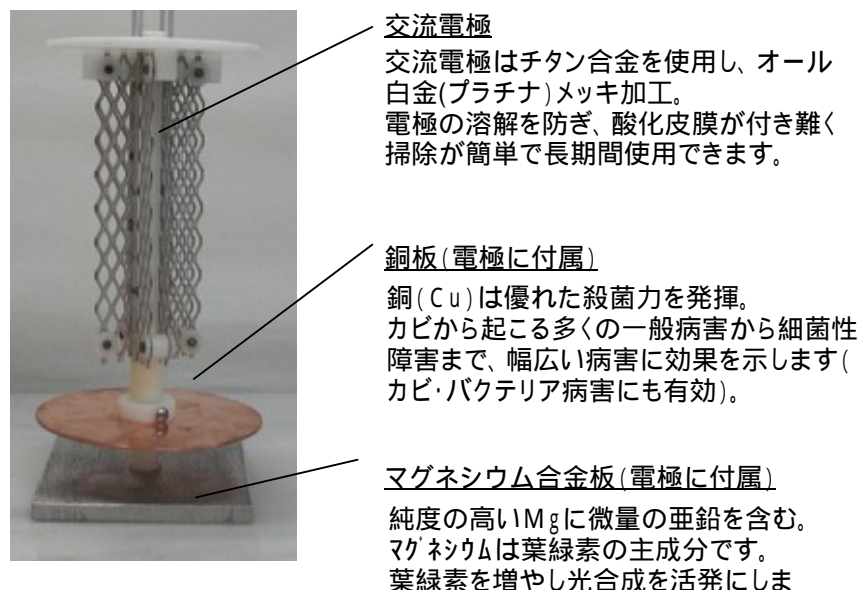 交流電極
交流電極はチタン合金を使用し、オール
白金(プラチナ)メッキ加工。
電極の溶解を防ぎ、酸化皮膜が付き難く
掃除が簡単で長期間使用できます。
銅板(電極に付属)
銅(Cu)は優れた殺菌力を発揮。
カビから起こる多くの一般病害から細菌性
障害まで、幅広い病害に効果を示します(
カビ・バクテリア病害にも有効)。
マグネシウム合金板(電極に付属)
純度の高いMgに微量の亜鉛を含む。
マグネシウムは葉緑素の主成分です。
葉緑素を増やし光合成を活発にしま